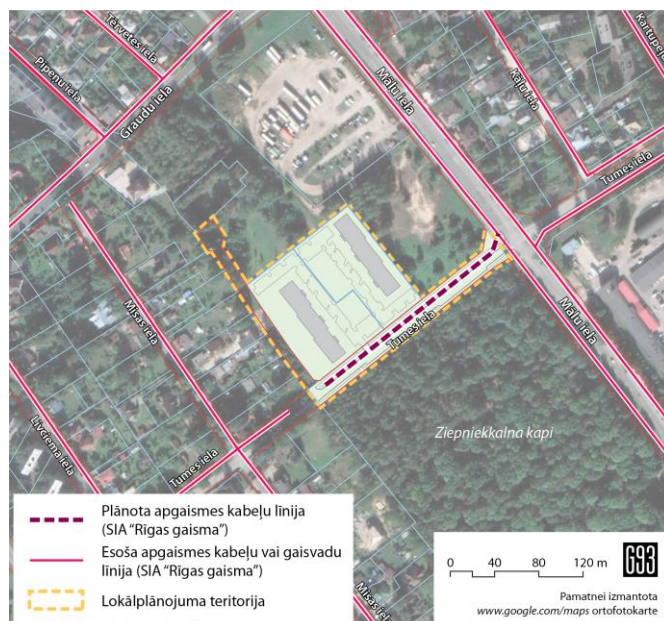 Tērvetes iela
Pīpeņu iela
Graudu iela
Mālu iela
Kāļu iela
Kartupeļu
Tumes iela
Misas iela
Līvciema iela
Tumes iela
Tumes iela
Mālu iela
Ziepniekkalna kapi
Misas iela
Plānota apgaismes kabeļu līnija
(SIA “Rīgas gaisma”)
Esoša apgaismes kabeļu vai gaisvadu
līnija (SIA “Rīgas gaisma”)
Lokālplānojuma teritorija
0 40 80 120 m
693
Pamatnei izmantota
www.google.com/maps ortofotokarte